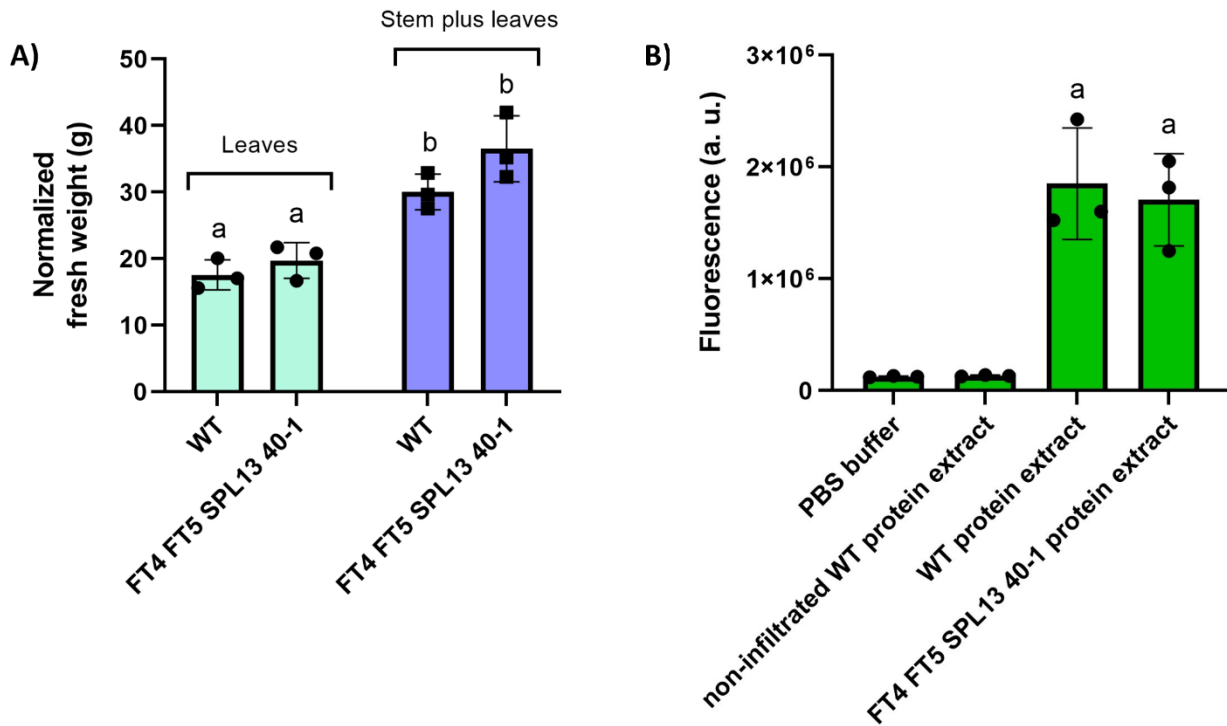 A)
Normalized
fresh weight (g)
50
40
30
20
10
0
Leaves
Stem plus leaves
a
a
b
b
WT
FT4 FT5 SPL13 40-1
WT
FT4 FT5 SPL13 40-1
B)
Fluorescence (a. u.)
3×10⁶
2×10⁶
1×10⁶
0
a
a
PBS buffer
non-infiltrated WT protein extract
WT protein extract
FT4 FT5 SPL13 40-1 protein extract